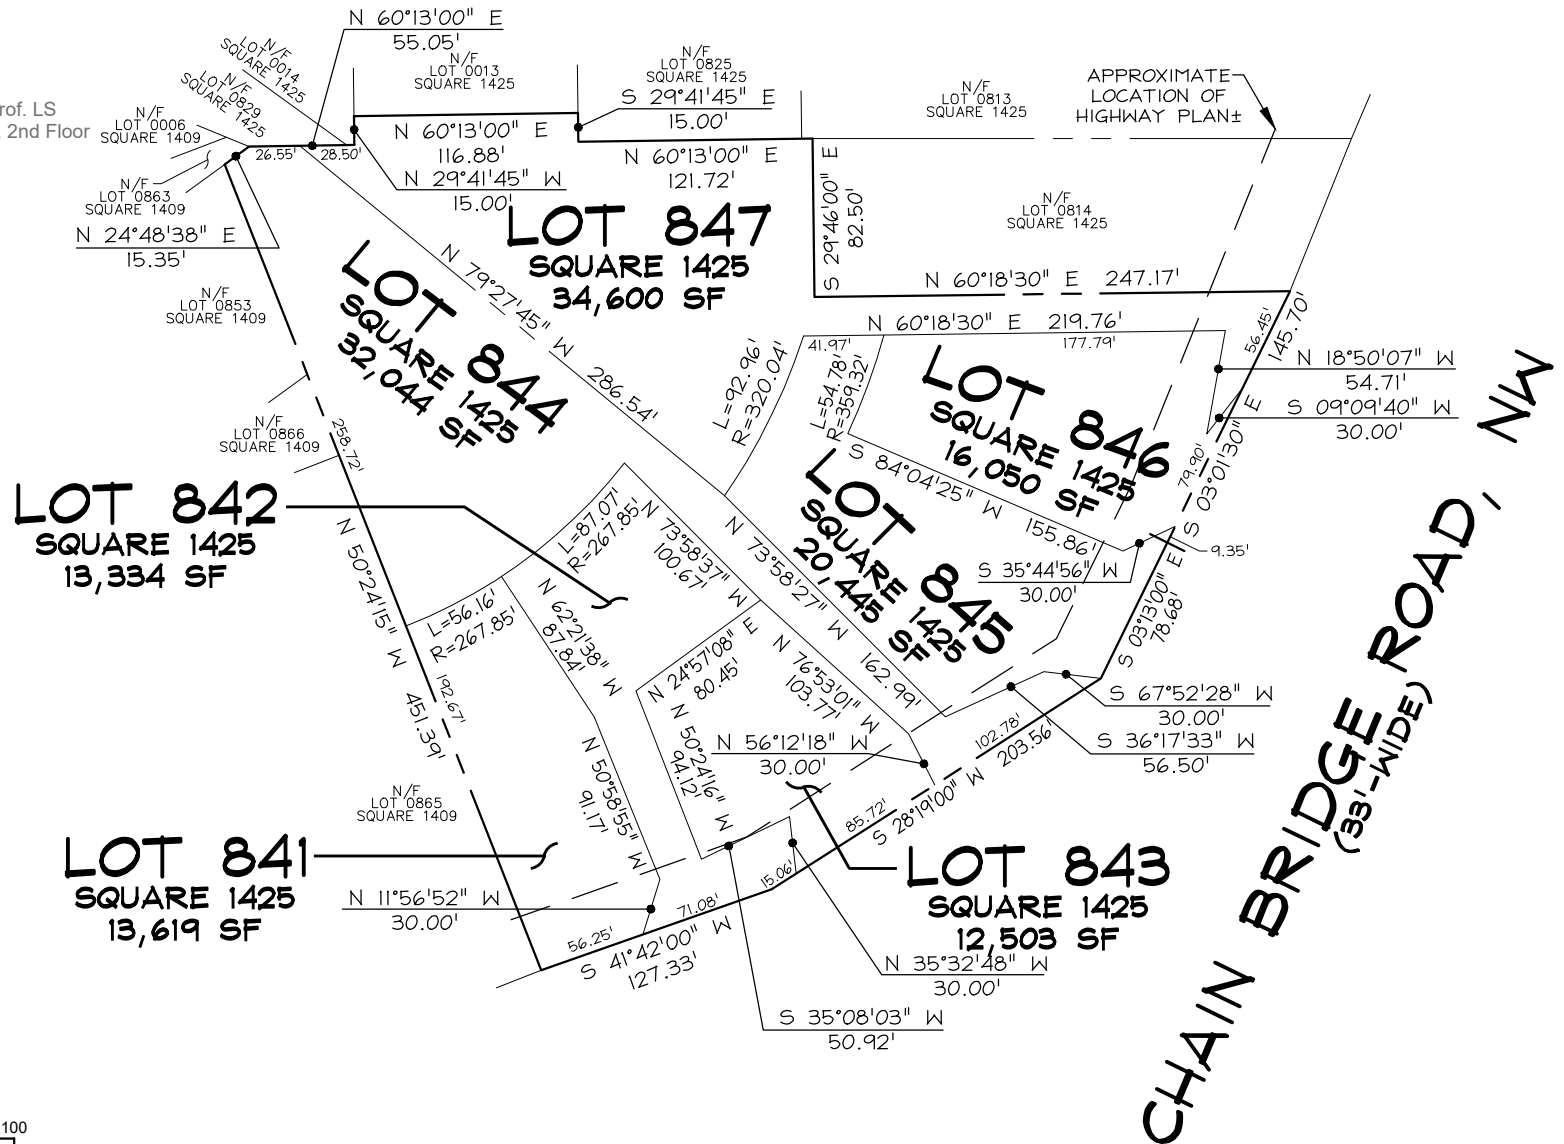 N 60°13'00" E
55.05'
N/F
LOT 0014
SQUARE 1425
N/F
LOT 0829
SQUARE 1425
N/F
LOT 0013
SQUARE 1425
N/F
LOT 0825
SQUARE 1425
N/F
LOT 0813
SQUARE 1425
APPROXIMATE
LOCATION OF
HIGHWAY PLAN±
rof. LS
, 2nd Floor
N/F
LOT 0006
SQUARE 1409
S 29°41'45" E
15.00'
26.55'
28.50'
N 60°13'00" E
116.88'
N 60°13'00" E
121.72'
N 29°41'45" W
15.00'
S 29°46'00" E
82.50'
N/F
LOT 0863
SQUARE 1409
N 24°48'38" E
15.35'
N/F
LOT 0814
SQUARE 1425
LOT 847
SQUARE 1425
34,600 SF
N 79°27'45" W
286.54'
N 60°18'30" E 247.17'
N/F
LOT 0853
SQUARE 1409
LOT 844
SQUARE 1425
32,044 SF
N 60°18'30" E 219.76'
41.97'
177.79'
56.45'
145.70'
L=92.96'
R=320.04'
L=54.78'
R=359.32'
N 18°50'07" W
54.71'
S 09°09'40" W
30.00'
LOT 846
SQUARE 1425
16,050 SF
N/F
LOT 0866
SQUARE 1409
258.72'
S 84°04'25" W
155.86'
79.90'
S 03°01'30" E
LOT 842
SQUARE 1425
13,334 SF
L=87.07'
R=267.85'
N 73°58'37" W
100.67'
N 73°58'27" W
162.99'
LOT 845
SQUARE 1425
20,445 SF
9.35'
S 35°44'56" W
30.00'
S 03°13'00" E
78.68'
N 50°24'15" W
451.39'
L=56.16'
R=267.85'
N 62°21'38" W
87.84'
N 24°57'08" E
80.45'
N 76°53'01" W
103.77'
192.67'
S 67°52'28" W
30.00'
S 36°17'33" W
56.50'
N 50°24'16" W
94.12'
N 56°12'18" W
30.00'
102.78'
203.56'
S 28°19'00" W
N 50°58'55" W
91.17'
N/F
LOT 0865
SQUARE 1409
85.72'
LOT 841
SQUARE 1425
13,619 SF
LOT 843
SQUARE 1425
12,503 SF
15.06'
N 11°56'52" W
30.00'
71.08'
56.25'
S 41°42'00" W
127.33'
N 35°32'48" W
30.00'
S 35°08'03" W
50.92'
CHAIN BRIDGE ROAD, NW
(33'-WIDE)
100